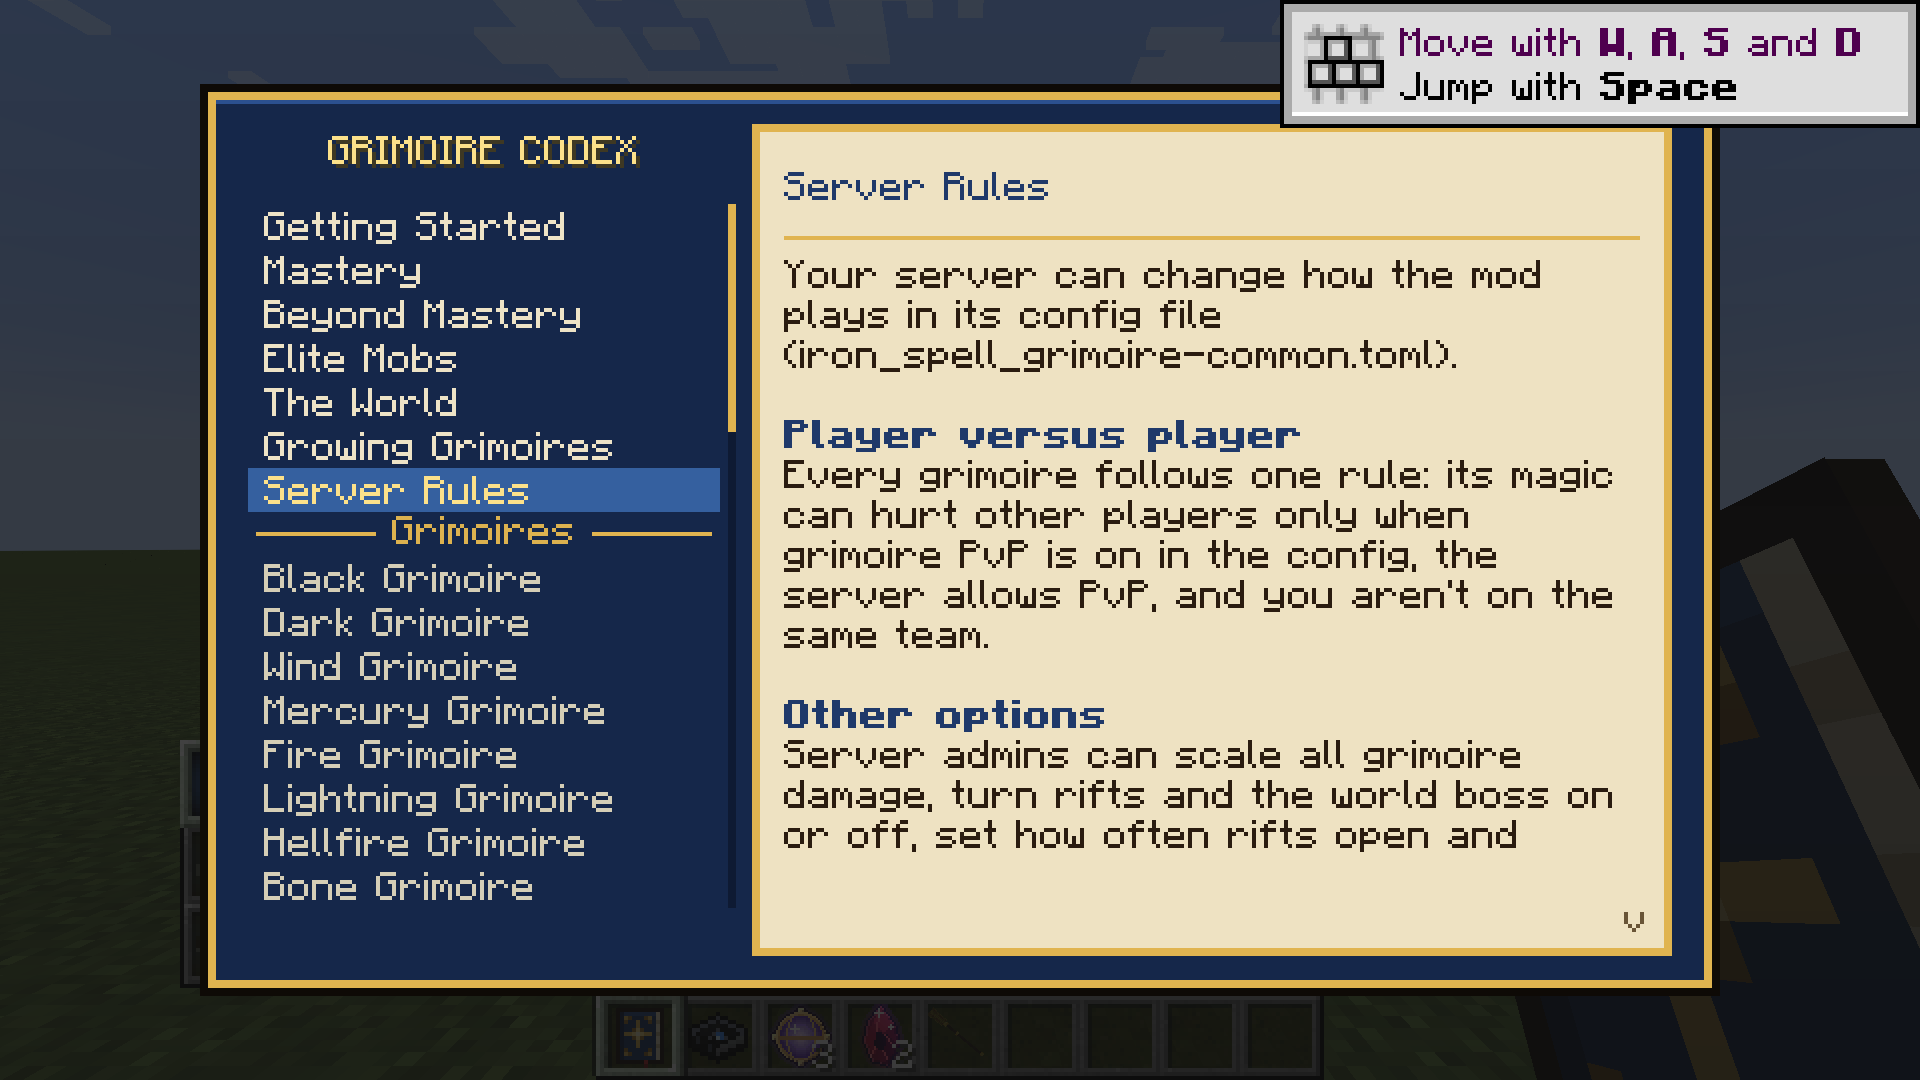 Move with W, A, S and D
Jump with Space
GRIMOIRE CODEX
Getting Started
Mastery
Beyond Mastery
Elite Mobs
The World
Growing Grimoires
Server Rules
Grimoires
Black Grimoire
Dark Grimoire
Wind Grimoire
Mercury Grimoire
Fire Grimoire
Lightning Grimoire
Hellfire Grimoire
Bone Grimoire
Server Rules
Your server can change how the mod
plays in its config file
(iron_spell_grimoire-common.toml).
Player versus player
Every grimoire follows one rule: its magic
can hurt other players only when
grimoire PvP is on in the config, the
server allows PvP, and you aren't on the
same team.
Other options
Server admins can scale all grimoire
damage, turn rifts and the world boss on
or off, set how often rifts open and
v
3
2